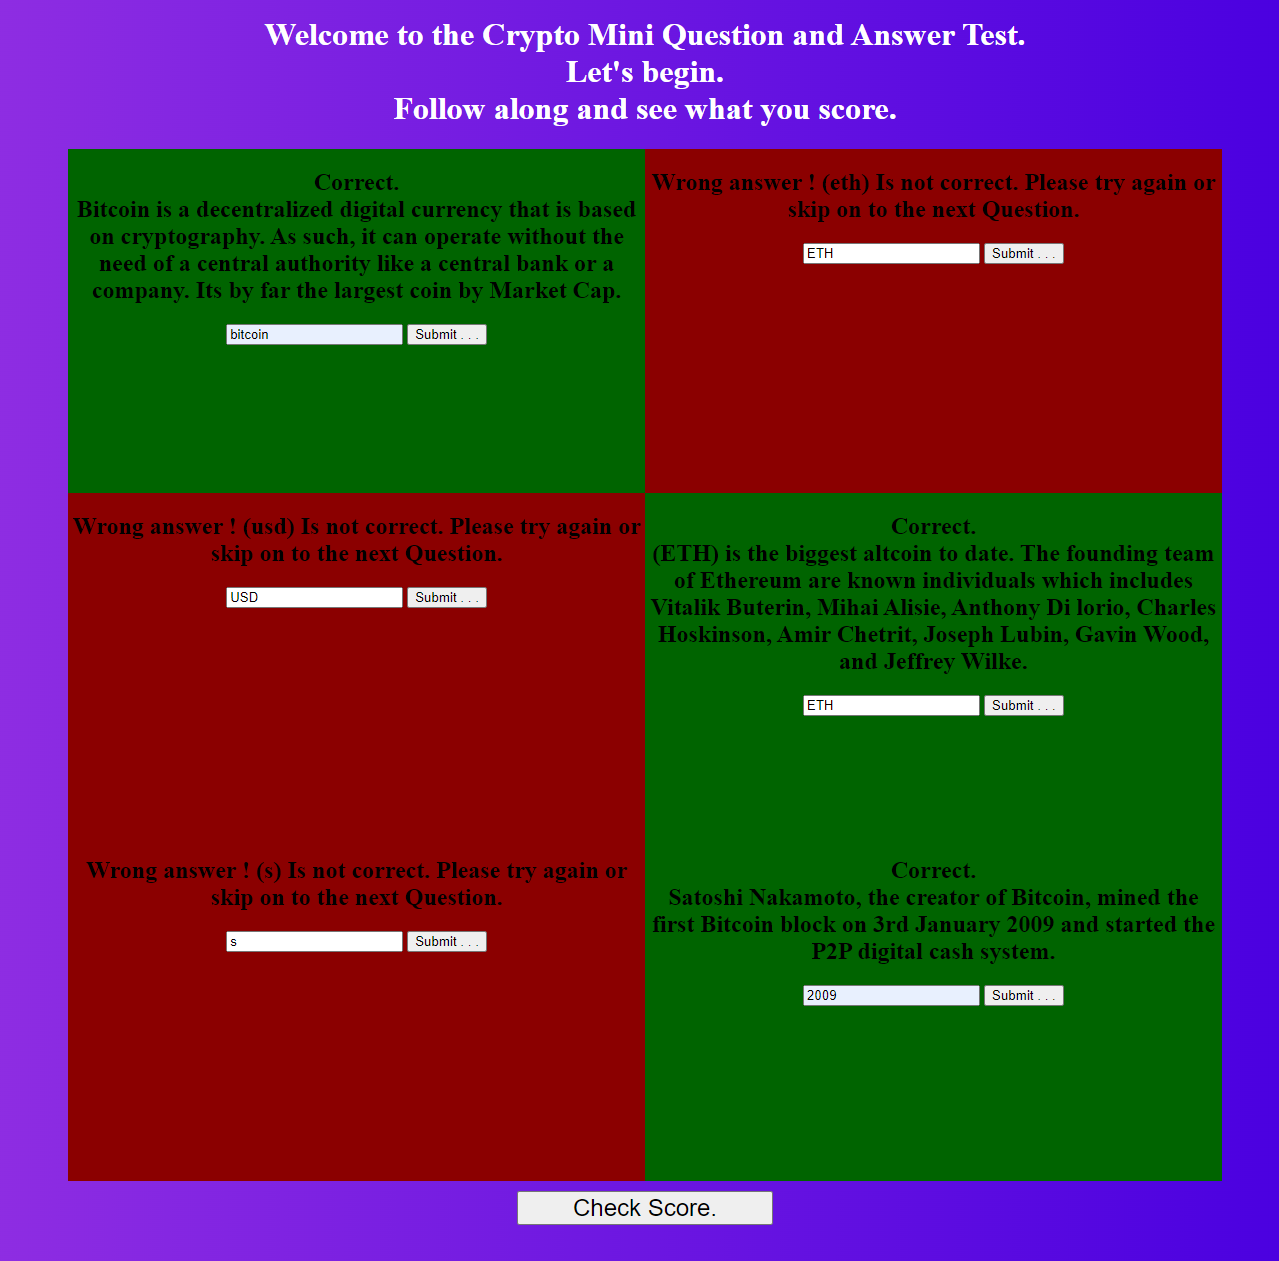 Welcome to the Crypto Mini Question and Answer Test.
Let's begin.
Follow along and see what you score.
Correct.
Bitcoin is a decentralized digital currency that is based
on cryptography. As such, it can operate without the
need of a central authority like a central bank or a
company. Its by far the largest coin by Market Cap.
bitcoin
Submit . . .
Wrong answer ! (eth) Is not correct. Please try again or
skip on to the next Question.
ETH
Submit . . .
Wrong answer ! (usd) Is not correct. Please try again or
skip on to the next Question.
USD
Submit . . .
Correct.
(ETH) is the biggest altcoin to date. The founding team
of Ethereum are known individuals which includes
Vitalik Buterin, Mihai Alisie, Anthony Di lorio, Charles
Hoskinson, Amir Chetrit, Joseph Lubin, Gavin Wood,
and Jeffrey Wilke.
ETH
Submit . . .
Wrong answer ! (s) Is not correct. Please try again or
skip on to the next Question.
s
Submit . . .
Correct.
Satoshi Nakamoto, the creator of Bitcoin, mined the
first Bitcoin block on 3rd January 2009 and started the
P2P digital cash system.
2009
Submit . . .
Check Score.